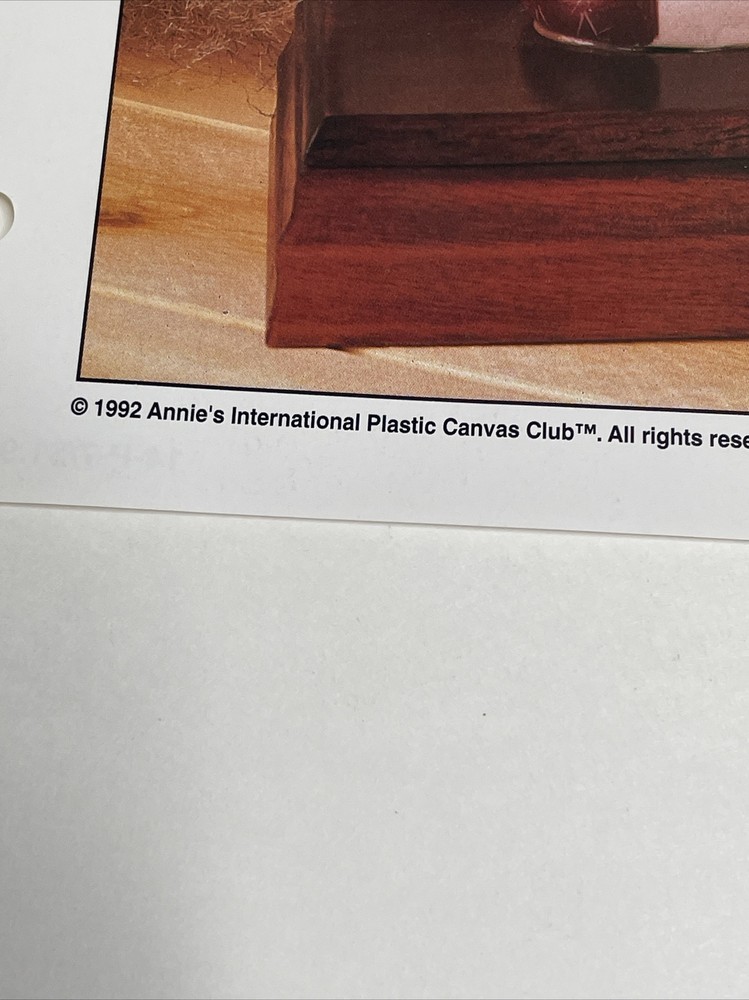 © 1992 Annie's International Plastic Canvas Club™. All rights rese